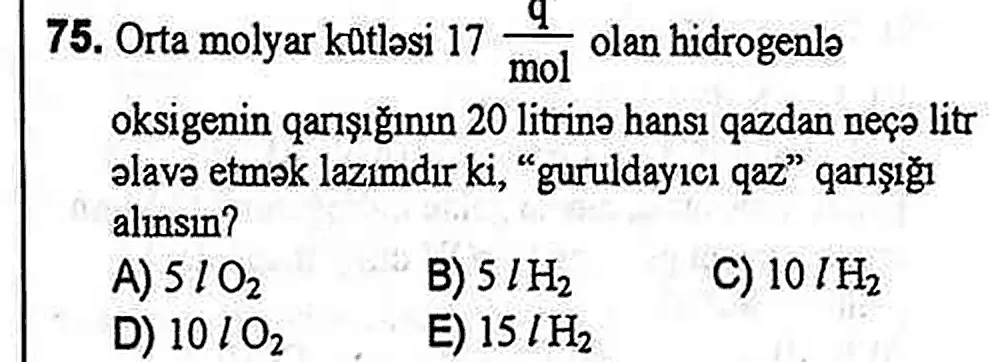 75. Orta molyar kütləsi 17 q/mol olan hidrogenlə
oksigenin qarışığının 20 litrinə hansı qazdan neçə litr
əlavə etmək lazımdır ki, “guruldayıcı qaz” qarışığı
alınsın?
A) 5 l O₂ B) 5 l H₂ C) 10 l H₂
D) 10 l O₂ E) 15 l H₂